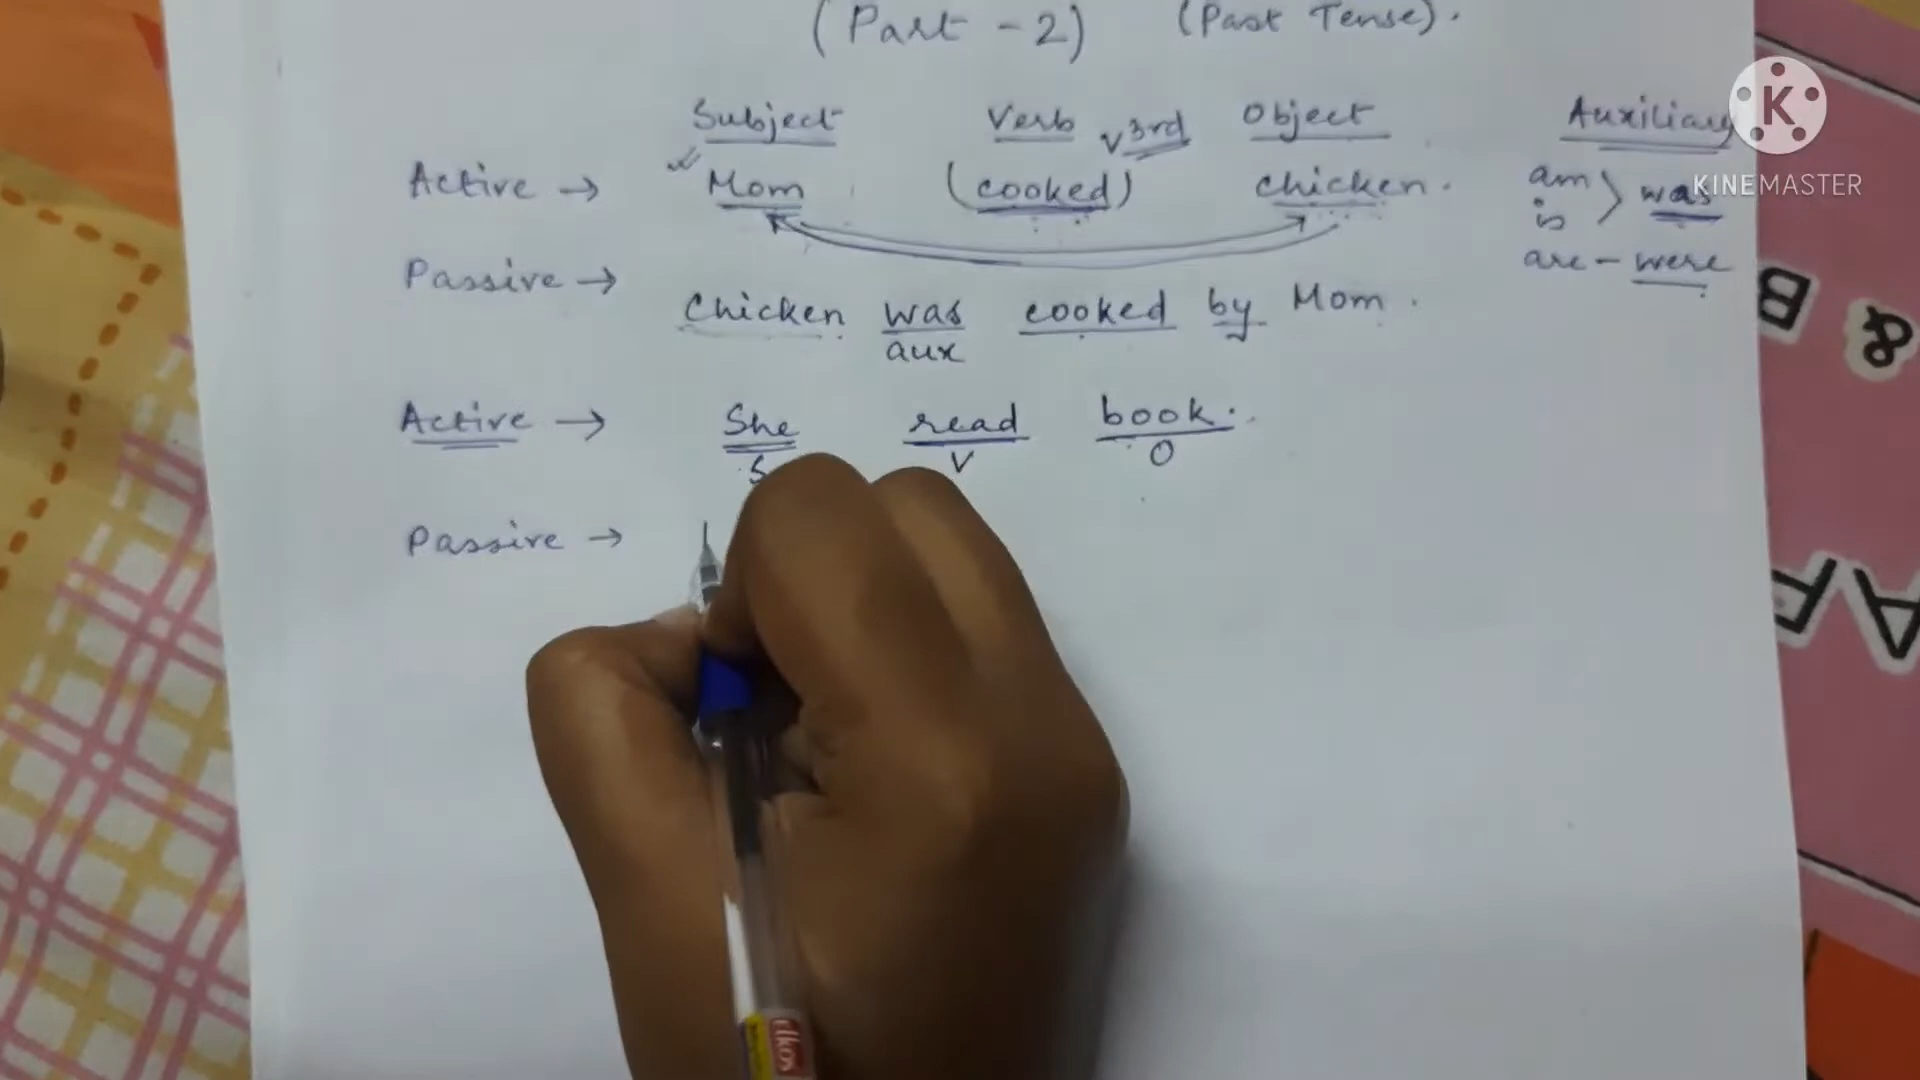 (Part - 2) (Past Tense).
Subject Verb V3rd Object Auxiliary
Active → Mom (cooked) chicken. am is > was
are - were
Passive → Chicken was cooked by Mom.
aux
Active → She read book.
S V O
Passive →
KINEMASTER
K
B
&
elkos